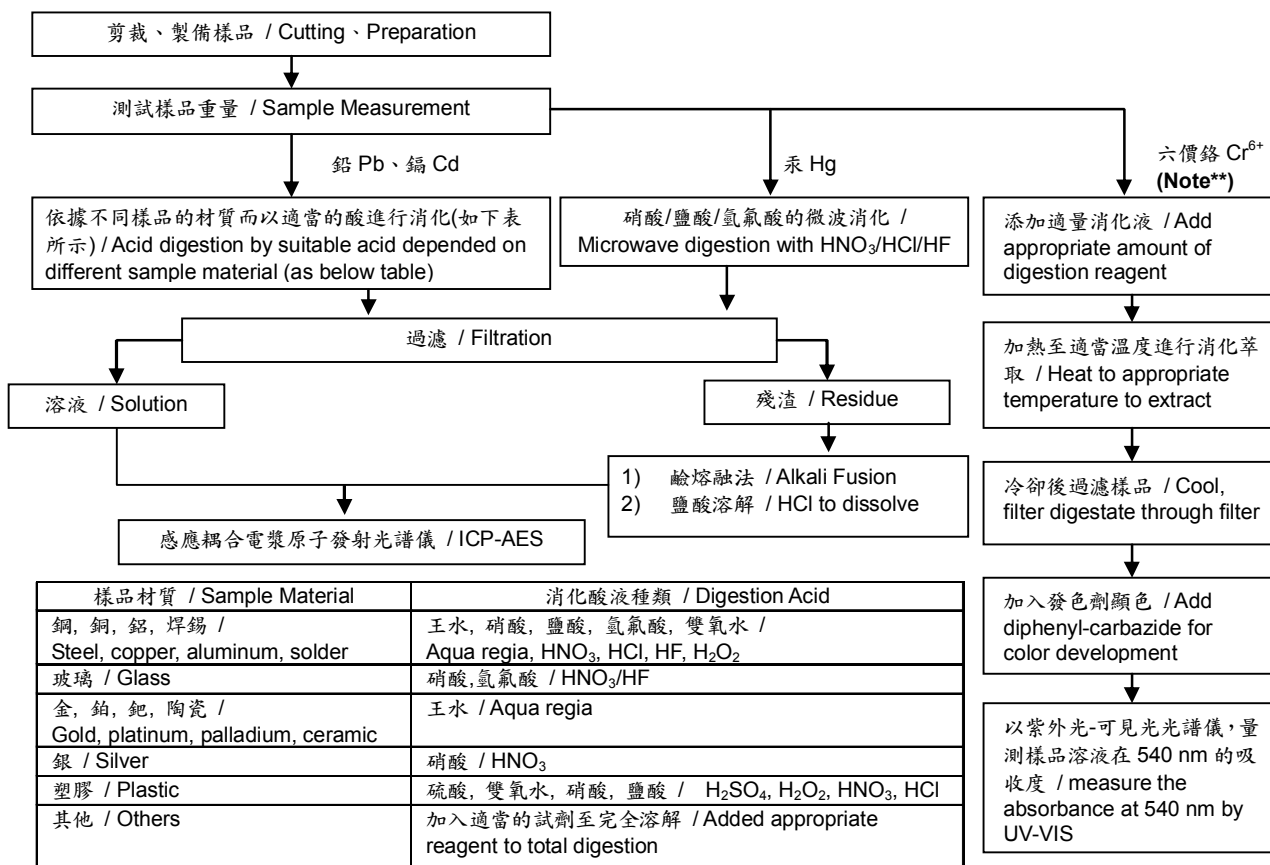 剪裁、製備樣品 / Cutting、Preparation
測試樣品重量 / Sample Measurement
鉛 Pb、鎘 Cd
汞 Hg
六價鉻 Cr⁶⁺
(Note**)
依據不同樣品的材質而以適當的酸進行消化(如下表
所示) / Acid digestion by suitable acid depended on
different sample material (as below table)
硝酸/鹽酸/氫氟酸的微波消化 /
Microwave digestion with HNO₃/HCl/HF
添加適量消化液 / Add
appropriate amount of
digestion reagent
過濾 / Filtration
加熱至適當溫度進行消化萃
取 / Heat to appropriate
temperature to extract
溶液 / Solution
殘渣 / Residue
1) 鹼熔融法 / Alkali Fusion
2) 鹽酸溶解 / HCl to dissolve
冷卻後過濾樣品 / Cool,
filter digestate through filter
感應耦合電漿原子發射光譜儀 / ICP-AES
樣品材質 / Sample Material
消化酸液種類 / Digestion Acid
鋼, 銅, 鋁, 焊錫 /
Steel, copper, aluminum, solder
王水, 硝酸, 鹽酸, 氫氟酸, 雙氧水 /
Aqua regia, HNO₃, HCl, HF, H₂O₂
玻璃 / Glass
硝酸,氫氟酸 / HNO₃/HF
金, 鉑, 鈀, 陶瓷 /
Gold, platinum, palladium, ceramic
王水 / Aqua regia
銀 / Silver
硝酸 / HNO₃
塑膠 / Plastic
硫酸, 雙氧水, 硝酸, 鹽酸 / H₂SO₄, H₂O₂, HNO₃, HCl
其他 / Others
加入適當的試劑至完全溶解 / Added appropriate
reagent to total digestion
加入發色劑顯色 / Add
diphenyl-carbazide for
color development
以紫外光-可見光光譜儀，量
測樣品溶液在 540 nm 的吸
收度 / measure the
absorbance at 540 nm by
UV-VIS